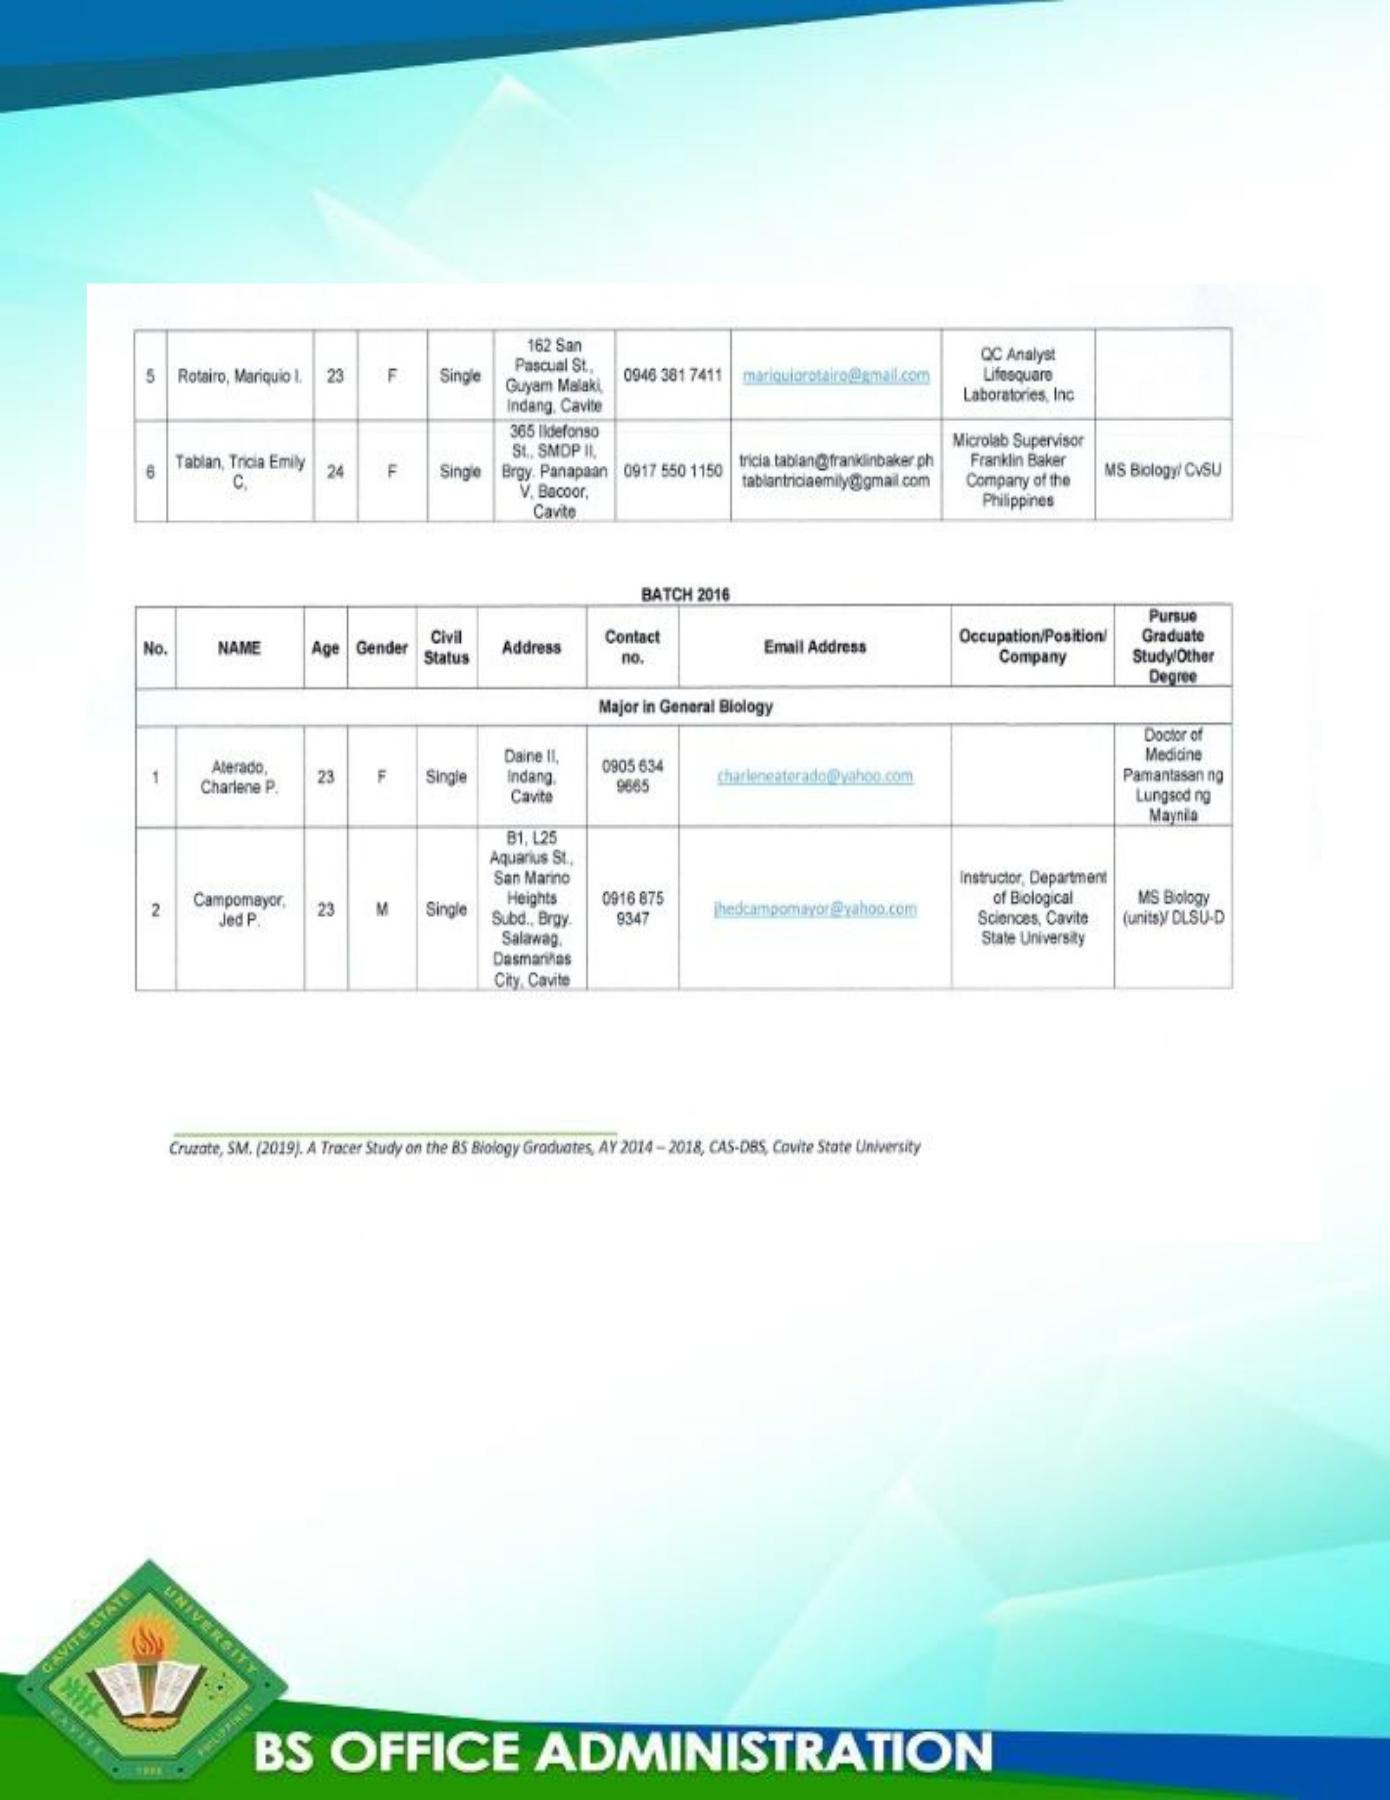 5 Rotairo, Mariquio I. 23 F Single 162 San Pascual St., Guyam Malaki, Indang, Cavite 0946 381 7411 mariquiorotairo@gmail.com QC Analyst Lifesquare Laboratories, Inc
6 Tablan, Tricia Emily C, 24 F Single 365 Ildefonso St., SMDP II, Brgy. Panapaan V, Bacoor, Cavite 0917 550 1150 tricia.tablan@franklinbaker.ph tablantriciaemily@gmail.com Microlab Supervisor Franklin Baker Company of the Philippines MS Biology/ CvSU
BATCH 2016
No. NAME Age Gender Civil Status Address Contact no. Email Address Occupation/Position/ Company Pursue Graduate Study/Other Degree
Major in General Biology
1 Aterado, Charlene P. 23 F Single Daine II, Indang, Cavite 0905 634 9665 charleneaterado@yahoo.com Doctor of Medicine Pamantasan ng Lungsod ng Maynila
2 Campomayor, Jed P. 23 M Single B1, L25 Aquarius St., San Marino Heights Subd., Brgy. Salawag, Dasmariñas City, Cavite 0916 875 9347 jhedcampomayor@yahoo.com Instructor, Department of Biological Sciences, Cavite State University MS Biology (units)/ DLSU-D
Cruzate, SM. (2019). A Tracer Study on the BS Biology Graduates, AY 2014 – 2018, CAS-DBS, Cavite State University
CAVITE STATE UNIVERSITY
CAVITE PHILIPPINES
1906
BS OFFICE ADMINISTRATION